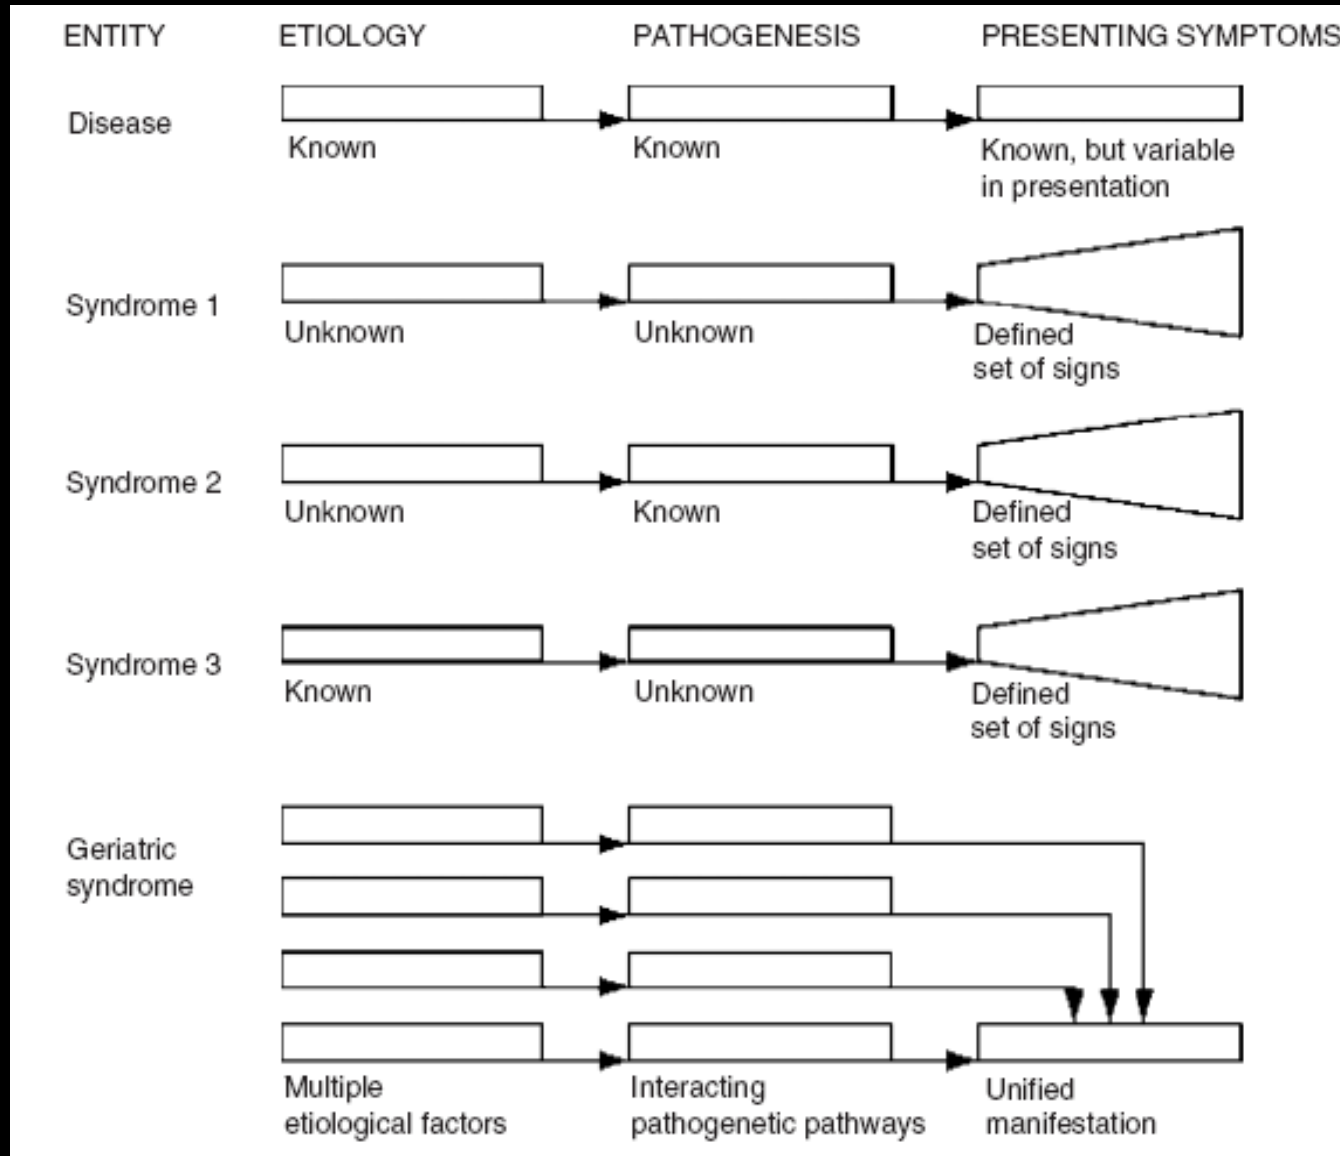 ENTITY ETIOLOGY PATHOGENESIS PRESENTING SYMPTOMS
Disease
Known Known Known, but variable
in presentation
Syndrome 1
Unknown Unknown Defined
set of signs
Syndrome 2
Unknown Known Defined
set of signs
Syndrome 3
Known Unknown Defined
set of signs
Geriatric
syndrome
Multiple Interacting Unified
etiological factors pathogenetic pathways manifestation